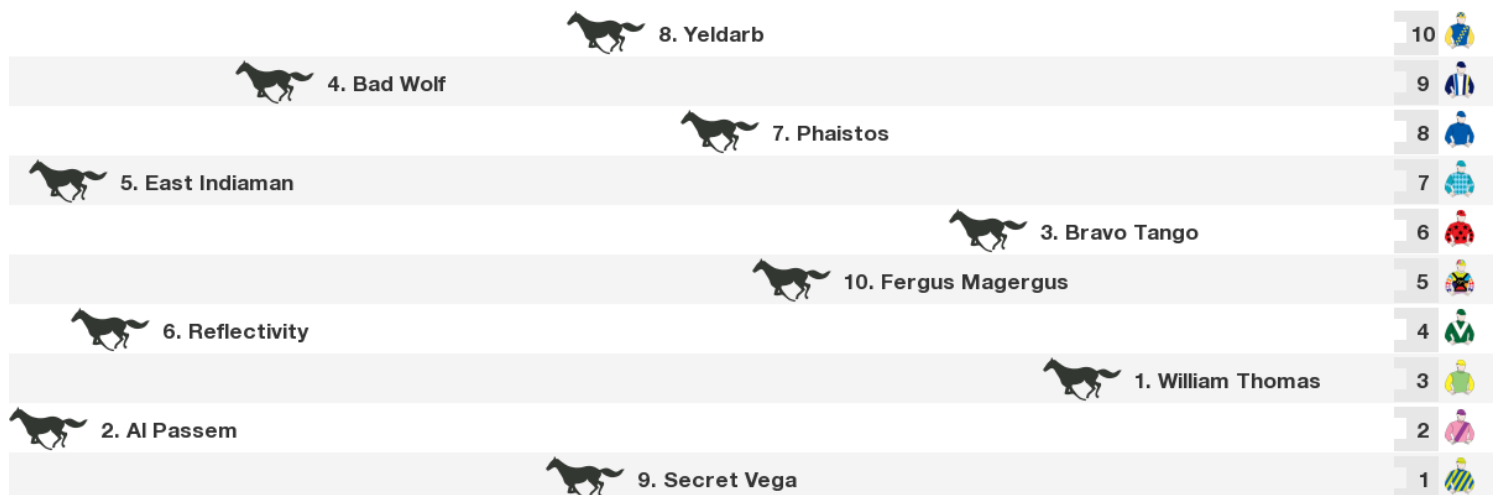 8. Yeldarb 10
4. Bad Wolf 9
7. Phaistos 8
5. East Indiaman 7
3. Bravo Tango 6
10. Fergus Magergus 5
6. Reflectivity 4
1. William Thomas 3
2. Al Passem 2
9. Secret Vega 1